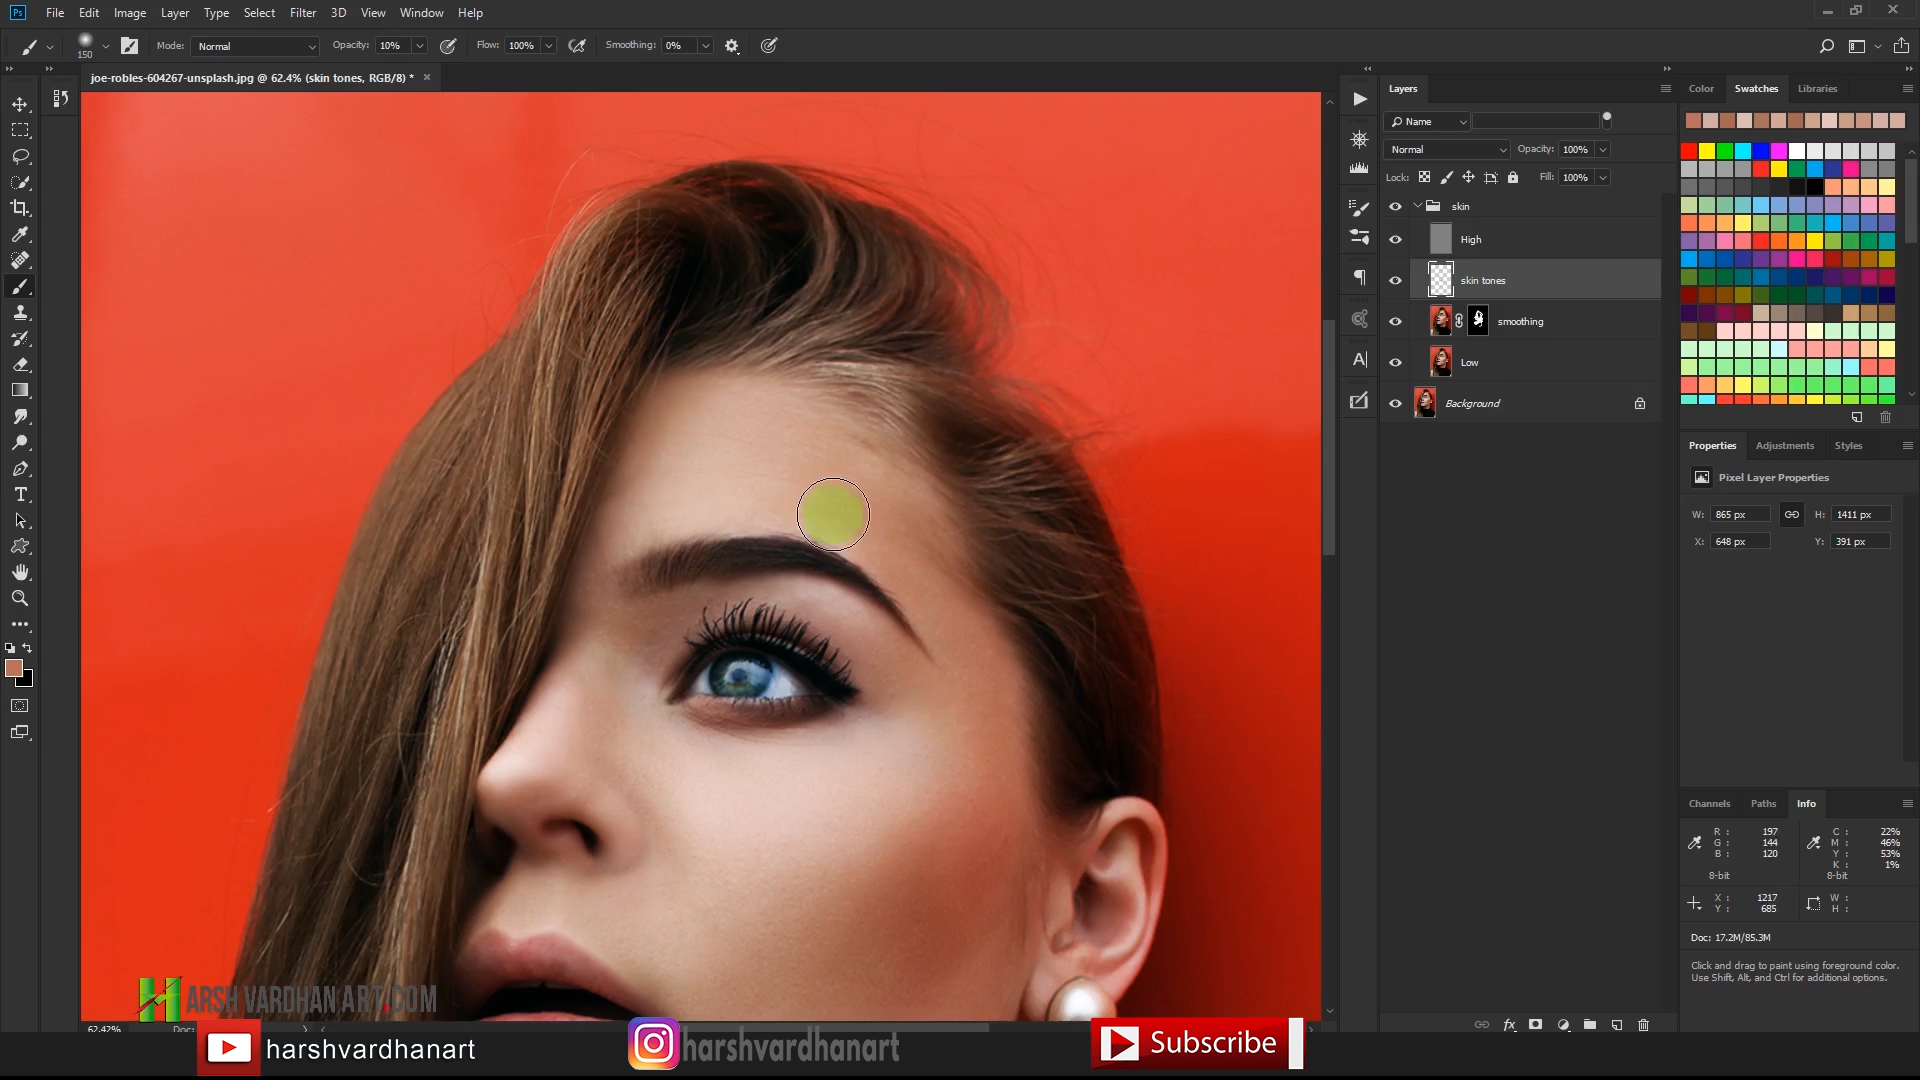 Ps File Edit Image Layer Type Select Filter 3D View Window Help
150 Mode: Normal Opacity: 10% Flow: 100% Smoothing: 0%
joe-robles-604267-unsplash.jpg @ 62.4% (skin tones, RGB/8) * ×
Layers
Name
Normal Opacity: 100%
Lock: Fill: 100%
skin
High
skin tones
smoothing
Low
Background
fx
Color Swatches Libraries
Properties Adjustments Styles
Pixel Layer Properties
W: 865 px H: 1411 px
X: 648 px Y: 391 px
Channels Paths Info
R : 197 C : 22%
G : 144 M : 46%
B : 120 Y : 53%
K : 1%
8-bit 8-bit
X : 1217 W :
Y : 685 H :
Doc: 17.2M/85.3M
Click and drag to paint using foreground color.
Use Shift, Alt, and Ctrl for additional options.
HARSH VARDHAN ART.COM
62.42% Doc:
harshvardhanart
harshvardhanart
Subscribe